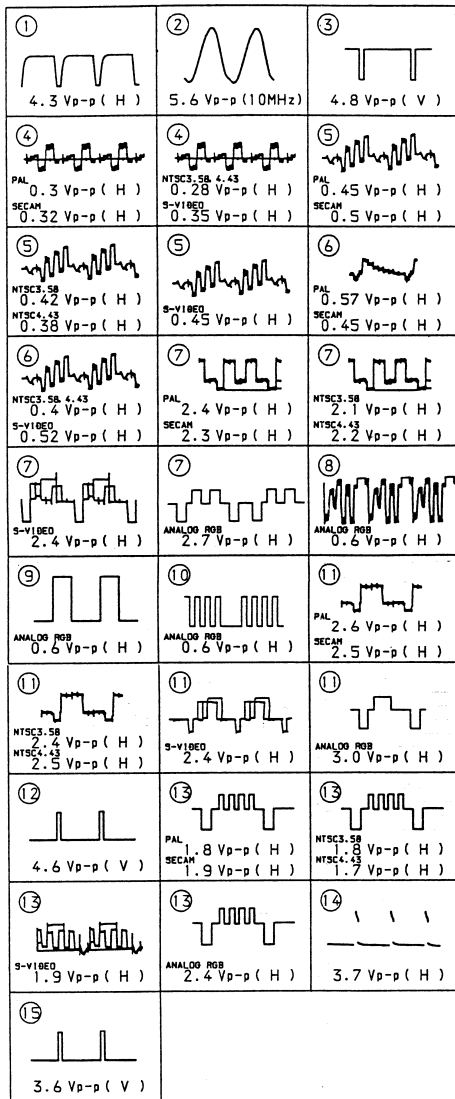 ① ② ③
4.3 Vp-p ( H ) 5.6 Vp-p (10MHz) 4.8 Vp-p ( V )
④ ④ ⑤
PAL NTSC3.58& 4.43 PAL
0.3 Vp-p ( H ) 0.28 Vp-p ( H ) 0.45 Vp-p ( H )
SECAM S-VIDEO SECAM
0.32 Vp-p ( H ) 0.35 Vp-p ( H ) 0.5 Vp-p ( H )
⑤ ⑤ ⑥
NTSC3.58 PAL
0.42 Vp-p ( H ) S-VIDEO 0.57 Vp-p ( H )
NTSC4.43 0.45 Vp-p ( H ) SECAM
0.38 Vp-p ( H ) 0.45 Vp-p ( H )
⑥ ⑦ ⑦
NTSC3.58& 4.43 PAL NTSC3.58
0.4 Vp-p ( H ) 2.4 Vp-p ( H ) 2.1 Vp-p ( H )
S-VIDEO SECAM NTSC4.43
0.52 Vp-p ( H ) 2.3 Vp-p ( H ) 2.2 Vp-p ( H )
⑦ ⑦ ⑧
S-VIDEO ANALOG RGB ANALOG RGB
2.4 Vp-p ( H ) 2.7 Vp-p ( H ) 0.6 Vp-p ( H )
⑨ ⑩ ⑪
PAL
ANALOG RGB ANALOG RGB 2.6 Vp-p ( H )
0.6 Vp-p ( H ) 0.6 Vp-p ( H ) SECAM
2.5 Vp-p ( H )
⑪ ⑪ ⑪
NTSC3.58
2.4 Vp-p ( H ) S-VIDEO ANALOG RGB
NTSC4.43 2.4 Vp-p ( H ) 3.0 Vp-p ( H )
2.5 Vp-p ( H )
⑫ ⑬ ⑬
PAL NTSC3.58
4.6 Vp-p ( V ) 1.8 Vp-p ( H ) 1.8 Vp-p ( H )
SECAM NTSC4.43
1.9 Vp-p ( H ) 1.7 Vp-p ( H )
⑬ ⑬ ⑭
S-VIDEO ANALOG RGB
1.9 Vp-p ( H ) 2.4 Vp-p ( H ) 3.7 Vp-p ( H )
⑮
3.6 Vp-p ( V )